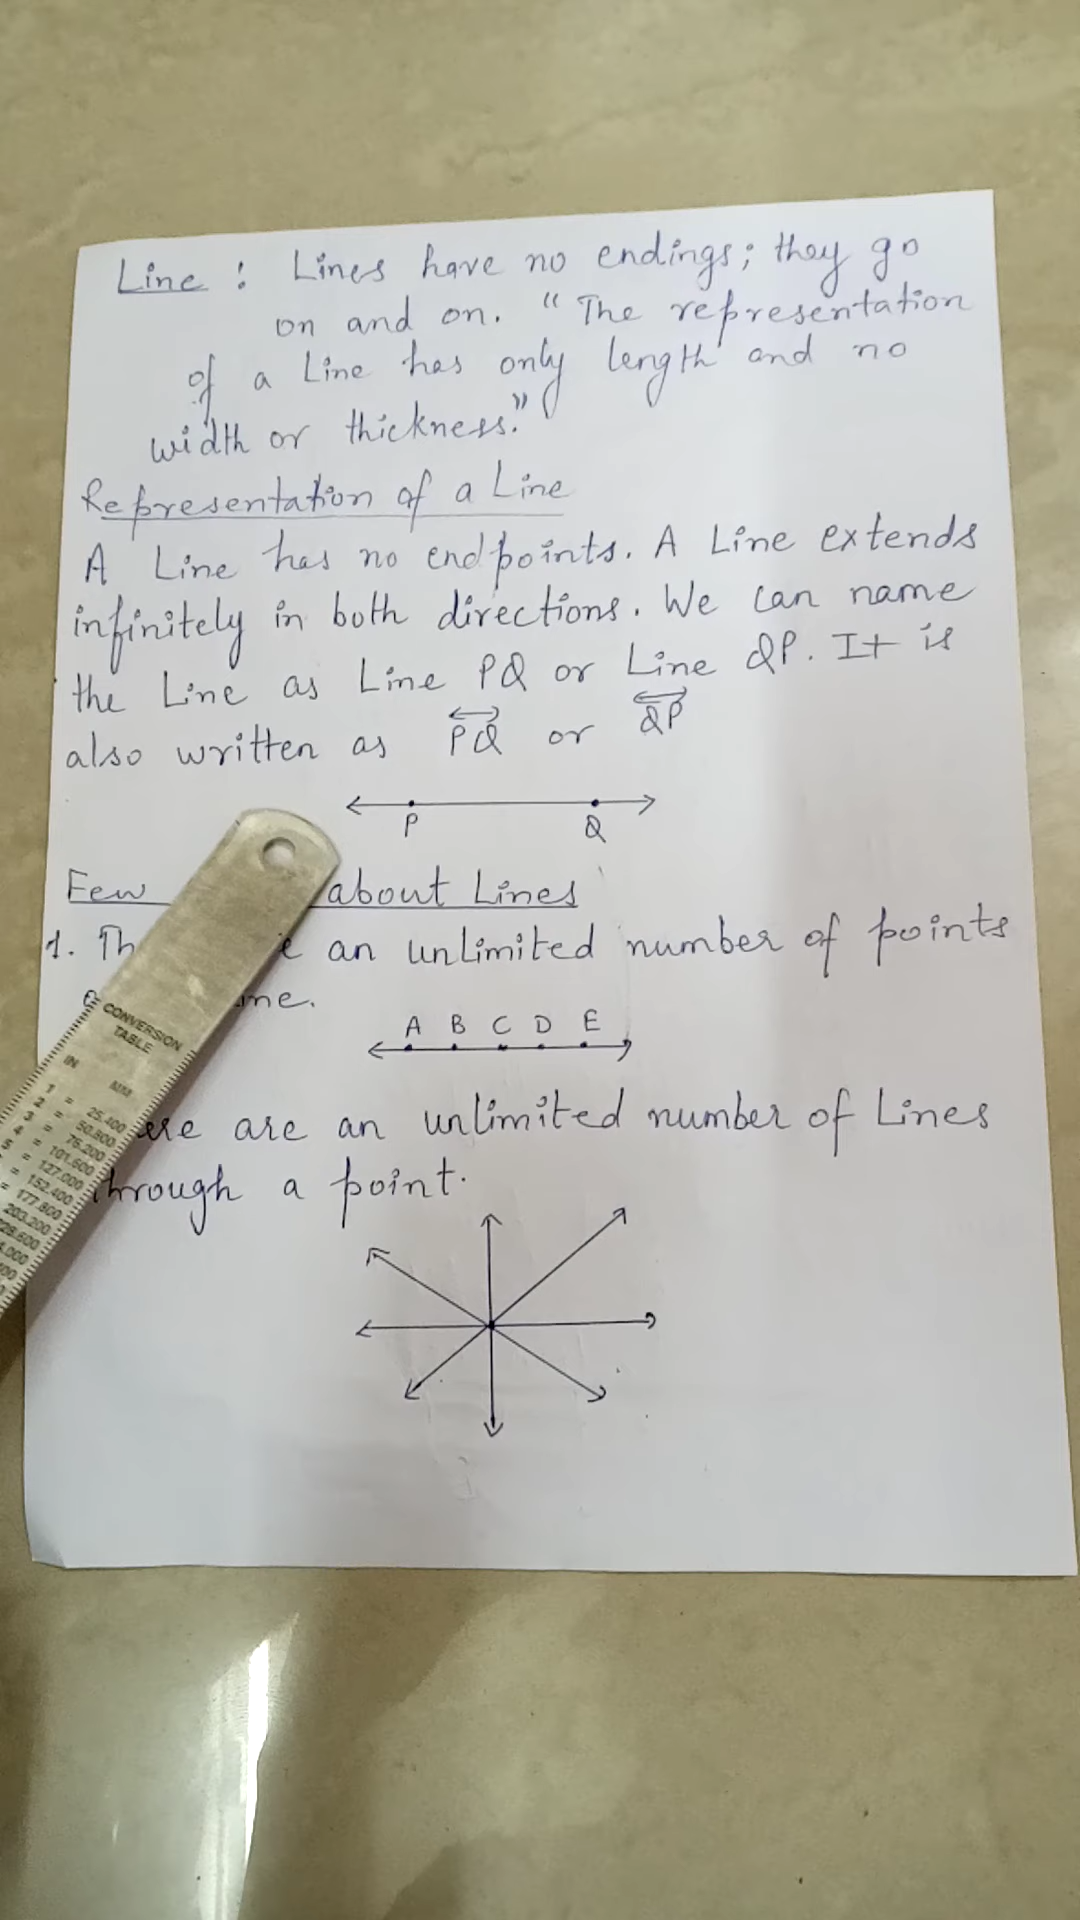 Line : Lines have no endings; they go
on and on. "The representation
of a Line has only length and no
width or thickness."
Representation of a Line
A Line has no endpoints. A Line extends
infinitely in both directions. We can name
the Line as Line PQ or Line QP. It is
also written as PQ or QP
P Q
Few about Lines
1. Th e an unlimited number of points
ine.
A B C D E
ere are an unlimited number of Lines
through a point.
CONVERSION
TABLE
IN MM
1 = 25.400
2 = 50.800
3 = 76.200
4 = 101.600
5 = 127.000
= 152.400
= 177.800
203.200